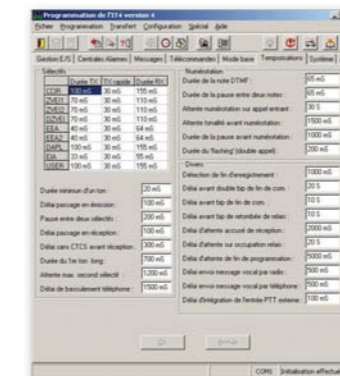 Programmation de l'IT4 version 4
Fichier Programmation Transfert Configuration Spécial Aide
Gestion E/S Centrales Alarmes Messages Télécommandes Mode base Temporisations Système
Sélectifs
Durée TX TX rapide Durée RX
CCIR 100 mS 30 mS 155 mS
ZVEI1 70 mS 30 mS 110 mS
ZVEI2 70 mS 30 mS 110 mS
DZVEI 70 mS 30 mS 110 mS
EEA 40 mS 30 mS 64 mS
EEA2 40 mS 30 mS 64 mS
DAPL 100 mS 30 mS 155 mS
EIA 33 mS 30 mS 55 mS
USER 100 mS 30 mS 155 mS
Durée minimum d'un ton : 20 mS
Délai passage en émission : 100 mS
Pause entre deux sélectifs : 200 mS
Délai passage en réception : 100 mS
Délai sans CTCS avant réception : 300 mS
Durée du 1er ton long : 700 mS
Attente max. second sélectif : 1200 mS
Délai de basculement téléphone : 1500 mS
Numérotation
Durée de la note DTMF : 65 mS
Durée de la pause entre deux notes : 65 mS
Attente numérotation sur appel entrant : 30 S
Attente tonalité avant numérotation : 1500 mS
Durée de la pause avant numérotation : 1000 mS
Durée du 'flashing' (double appel) : 200 mS
Divers
Détection de fin d'enregistrement : 1000 mS
Délai avant double bip de fin de com. : 20 S
Délai avant bip de fin de com. : 10 S
Délai avant bip de retombée de relais : 10 S
Délai d'attente accusé de réception : 2000 mS
Délai attente sur occupation relais : 20 S
Délai d'attente de fin de programmation : 5000 mS
Délai envoi message vocal par radio : 500 mS
Délai envoi message vocal par téléphone : 500 mS
Délai d'intégration de l'entrée PTT externe : 100 mS
COM1 Initialisation effectué